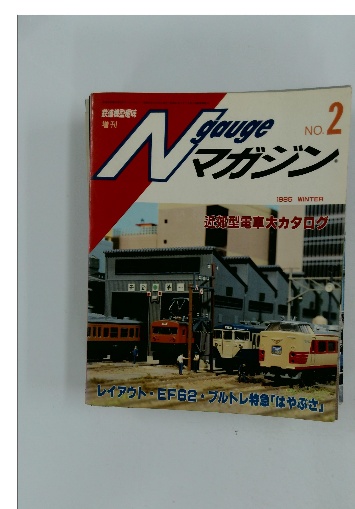 鉄道模型趣味
増刊
N gauge
マガジン
NO.2
1986 WINTER
近郊型電車大カタログ
レイアウト・EF62・ブルトレ特急「はやぶさ」